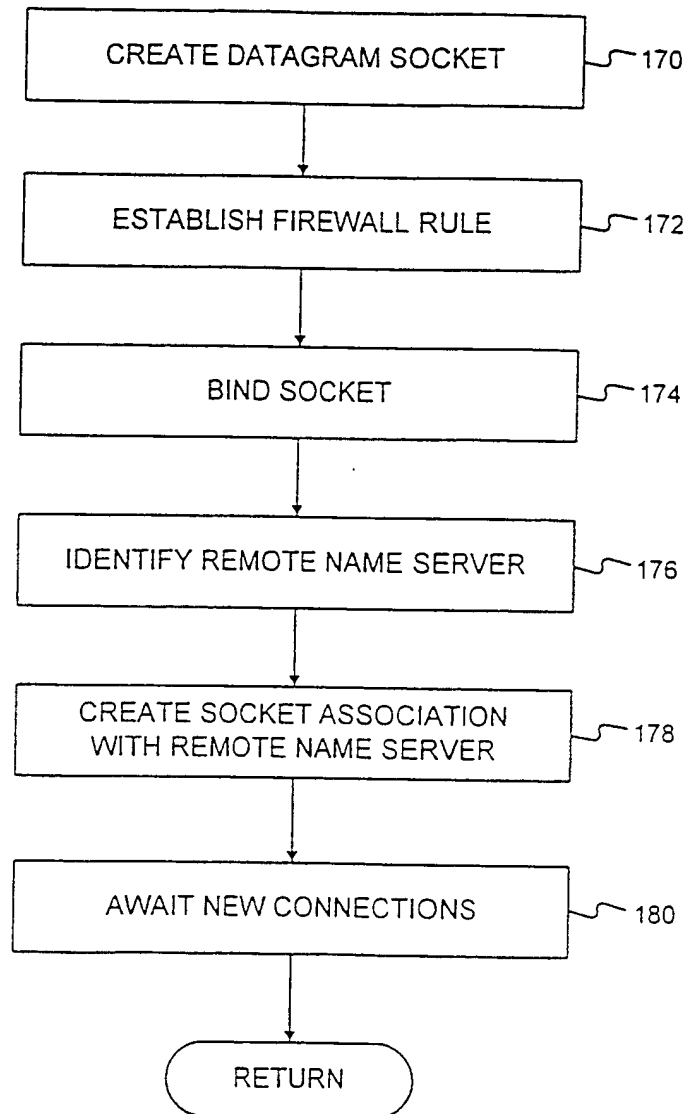 CREATE DATAGRAM SOCKET
170
ESTABLISH FIREWALL RULE
172
BIND SOCKET
174
IDENTIFY REMOTE NAME SERVER
176
CREATE SOCKET ASSOCIATION
WITH REMOTE NAME SERVER
178
AWAIT NEW CONNECTIONS
180
RETURN